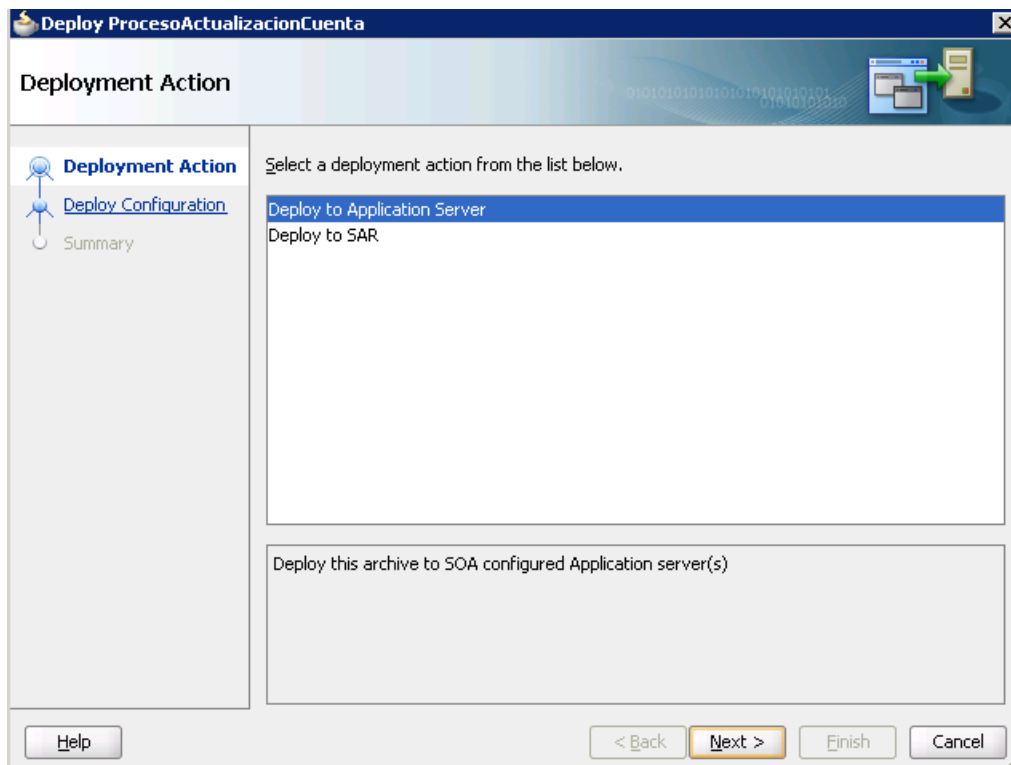 Deploy ProcesoActualizacionCuenta
Deployment Action
Deployment Action
Deploy Configuration
Summary
Select a deployment action from the list below.
Deploy to Application Server
Deploy to SAR
Deploy this archive to SOA configured Application server(s)
Help
< Back
Next >
Finish
Cancel